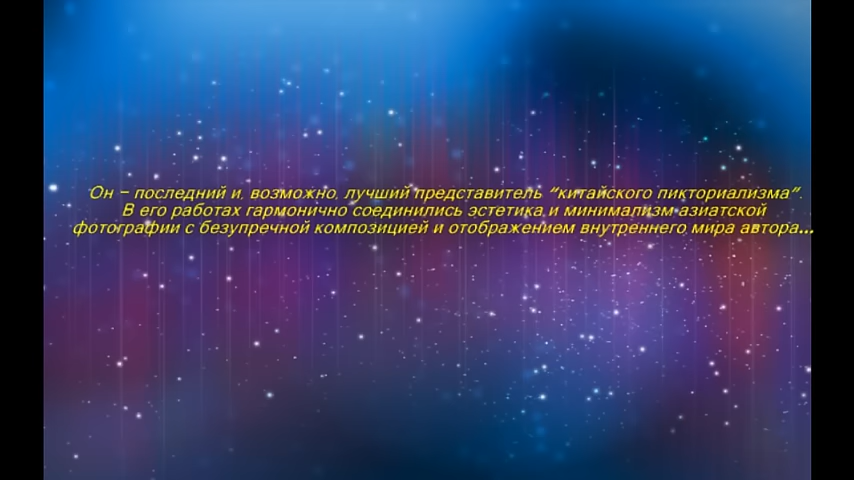 Он - последний и, возможно, лучший представитель "китайского пикториализма".
В его работах гармонично соединились эстетика и минимализм азиатской
фотографии с безупречной композицией и отображением внутреннего мира автора...